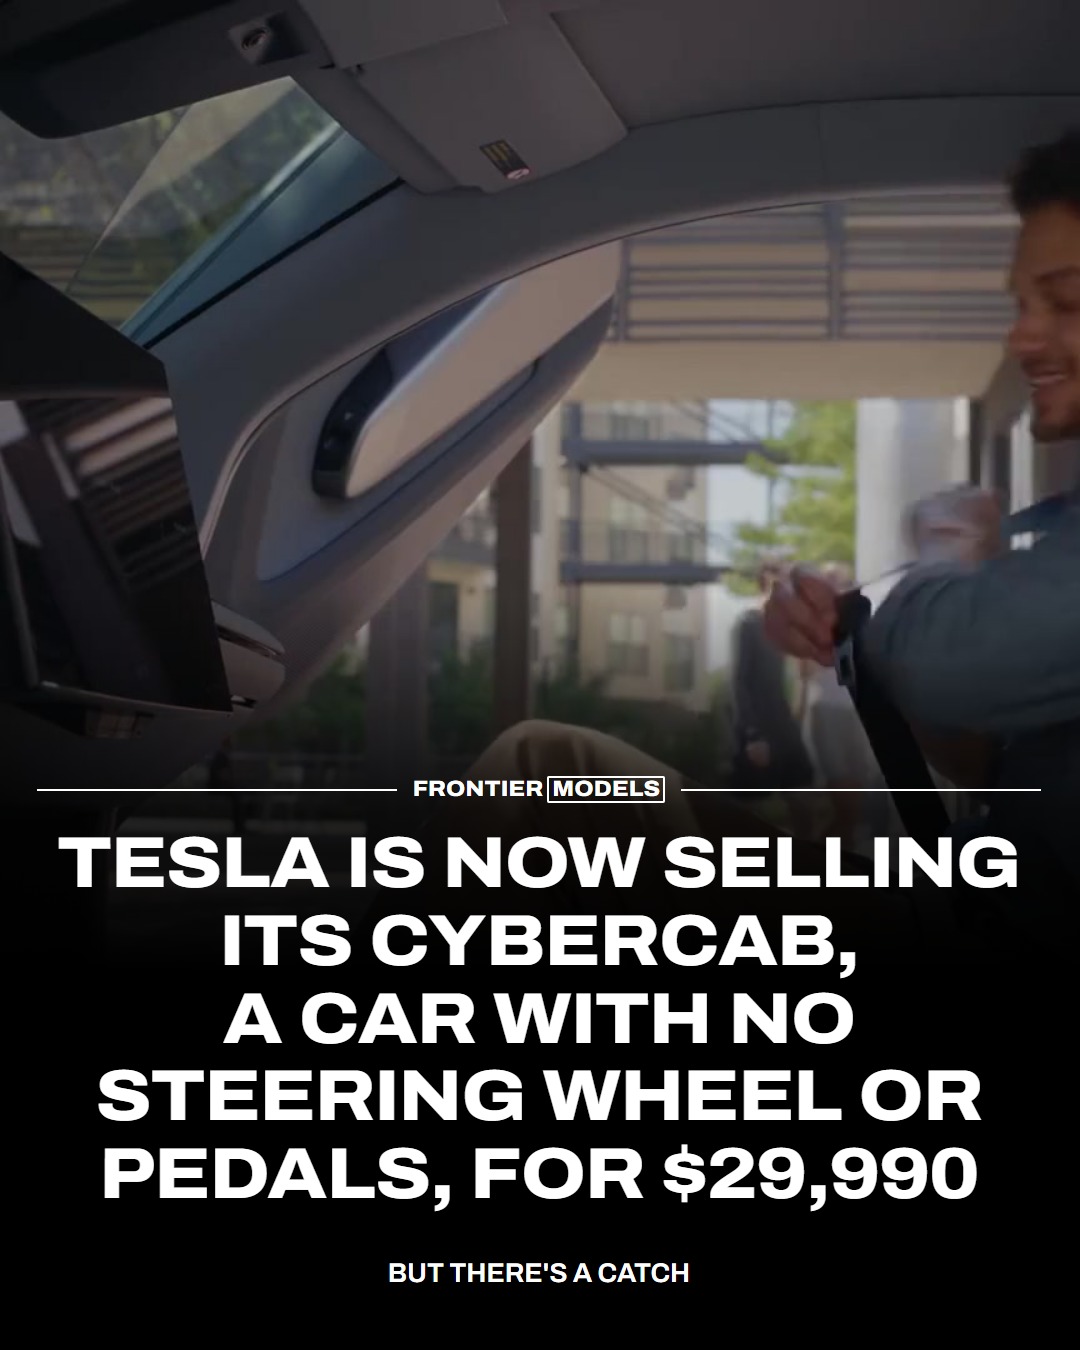 FRONTIER MODELS
TESLA IS NOW SELLING
ITS CYBERCAB,
A CAR WITH NO
STEERING WHEEL OR
PEDALS, FOR $29,990
BUT THERE'S A CATCH